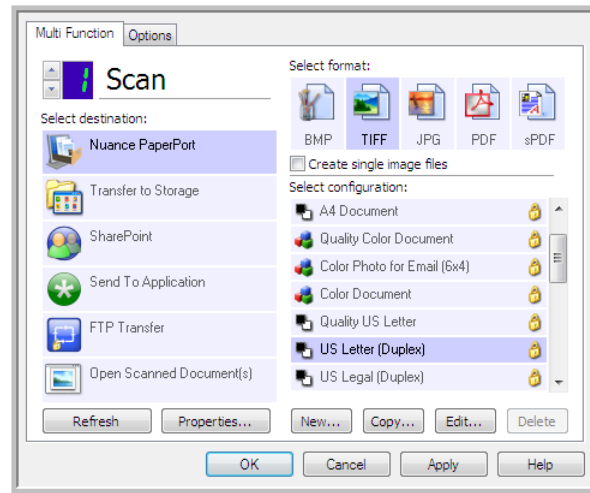 Multi Function
Options
1 Scan
Select destination:
Nuance PaperPort
Transfer to Storage
SharePoint
Send To Application
FTP Transfer
Open Scanned Document(s)
Refresh
Properties...
Select format:
BMP TIFF JPG PDF sPDF
Create single image files
Select configuration:
A4 Document
Quality Color Document
Color Photo for Email (6x4)
Color Document
Quality US Letter
US Letter (Duplex)
US Legal (Duplex)
New... Copy... Edit... Delete
OK Cancel Apply Help